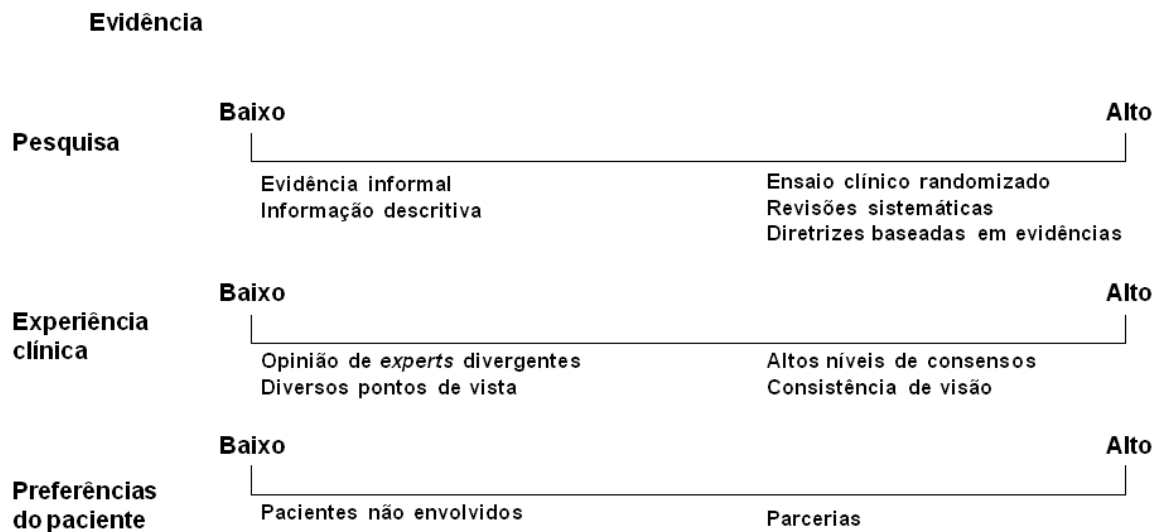 Evidência
Baixo Alto
Pesquisa
Evidência informal Ensaio clínico randomizado
Informação descritiva Revisões sistemáticas
Diretrizes baseadas em evidências
Baixo Alto
Experiência
clínica
Opinião de experts divergentes Altos níveis de consensos
Diversos pontos de vista Consistência de visão
Baixo Alto
Preferências
do paciente
Pacientes não envolvidos Parcerias